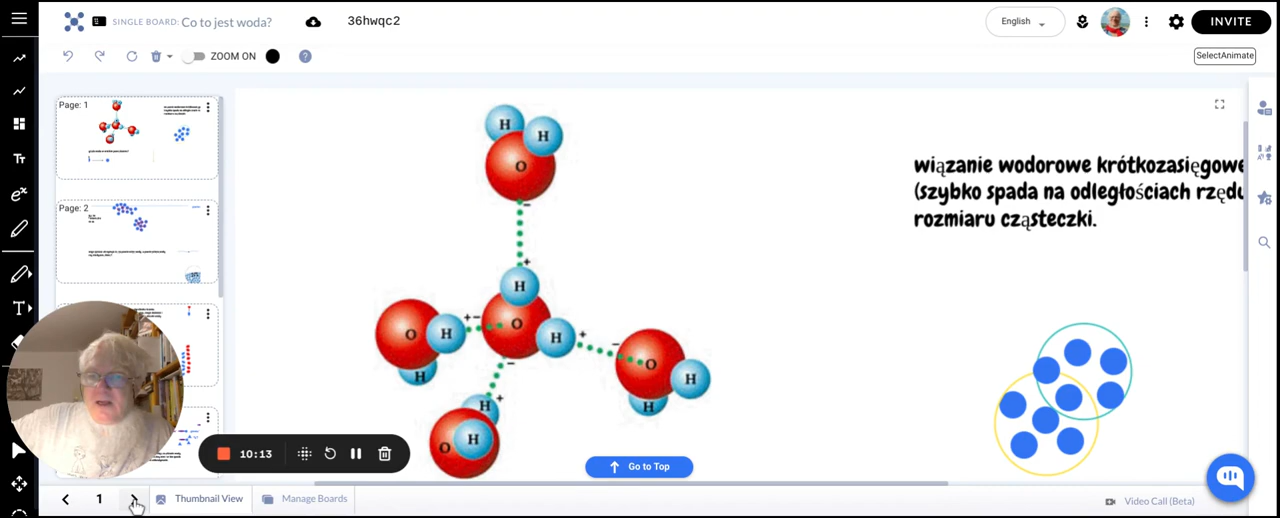 SINGLE BOARD: Co to jest woda?
36hwqc2
English
INVITE
ZOOM ON
?
SelectAnimate
Page: 1
Page: 2
Tт
eˣ
T
H
H
O
−
+
H
O
H
+ −
O
H
H
+
−
O
H
H
−
+
H
O
H
wiązanie wodorowe krótkozasięgowe
(szybko spada na odległościach rzędu
rozmiaru cząsteczki.
10:13
Go to Top
1
Thumbnail View
Manage Boards
Video Call (Beta)